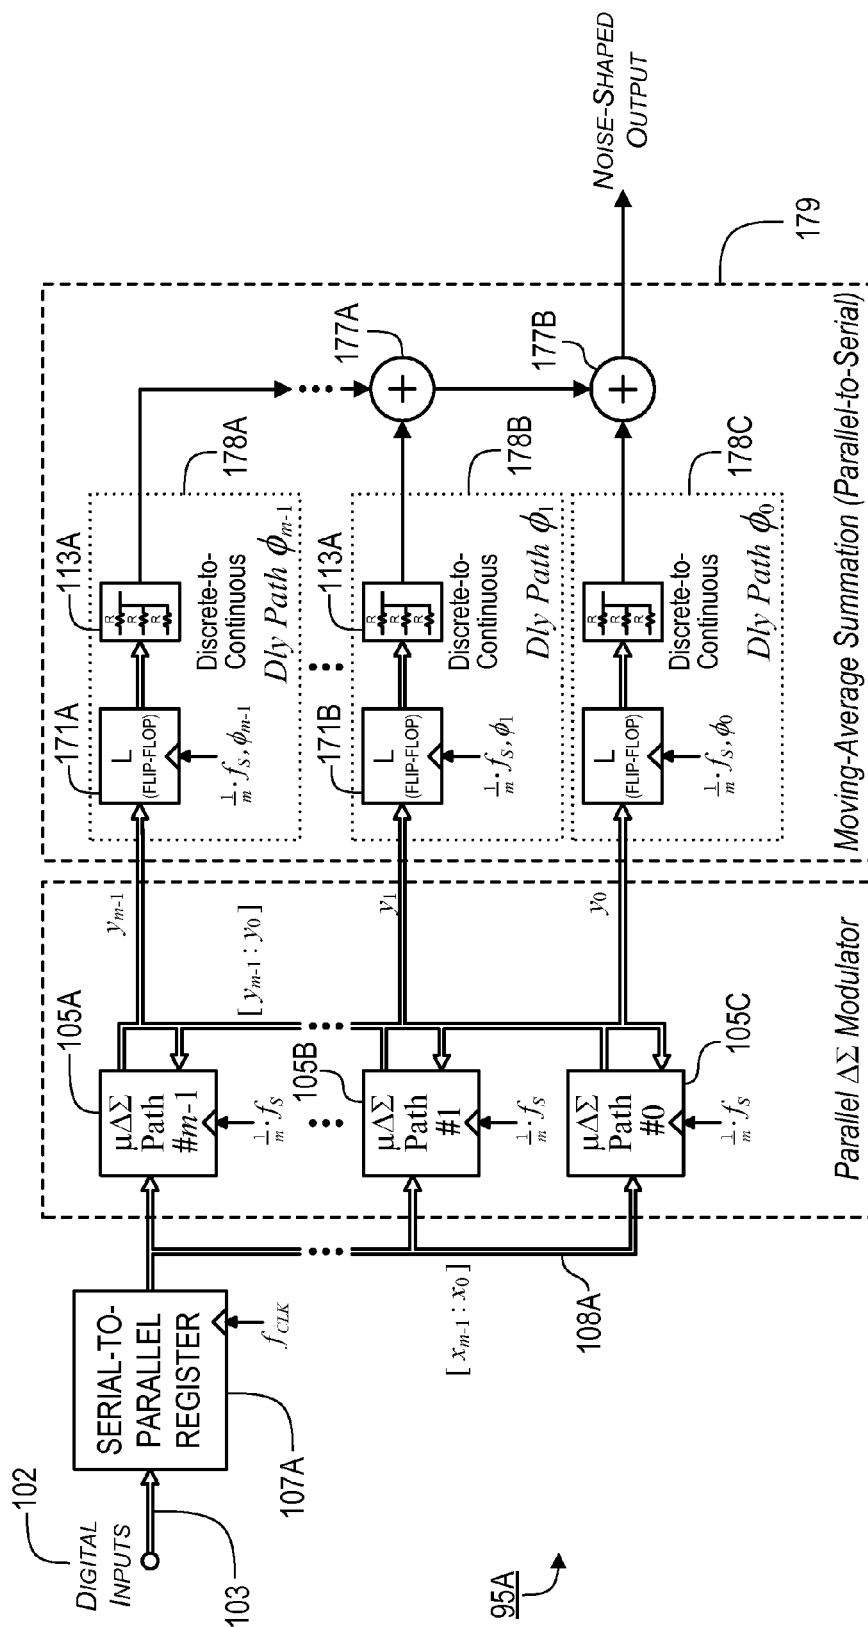 102
DIGITAL
INPUTS
103
SERIAL-TO-
PARALLEL
REGISTER
f_CLK
107A
[ x_{m-1} : x_0 ]
108A
95A
105A
μΔΣ
Path
#m-1
1/m · f_S
105B
μΔΣ
Path
#1
1/m · f_S
105C
μΔΣ
Path
#0
1/m · f_S
[ y_{m-1} : y_0 ]
y_{m-1}
y_1
y_0
Parallel ΔΣ Modulator
171A
L
(FLIP-FLOP)
1/m · f_S, ϕ_{m-1}
113A
R
R
R
Discrete-to-
Continuous
Dly Path ϕ_{m-1}
178A
171B
L
(FLIP-FLOP)
1/m · f_S, ϕ_1
113A
R
R
R
Discrete-to-
Continuous
Dly Path ϕ_1
178B
L
(FLIP-FLOP)
1/m · f_S, ϕ_0
R
R
R
Discrete-to-
Continuous
Dly Path ϕ_0
178C
177A
+
177B
+
NOISE-SHAPED
OUTPUT
179
Moving-Average Summation (Parallel-to-Serial)